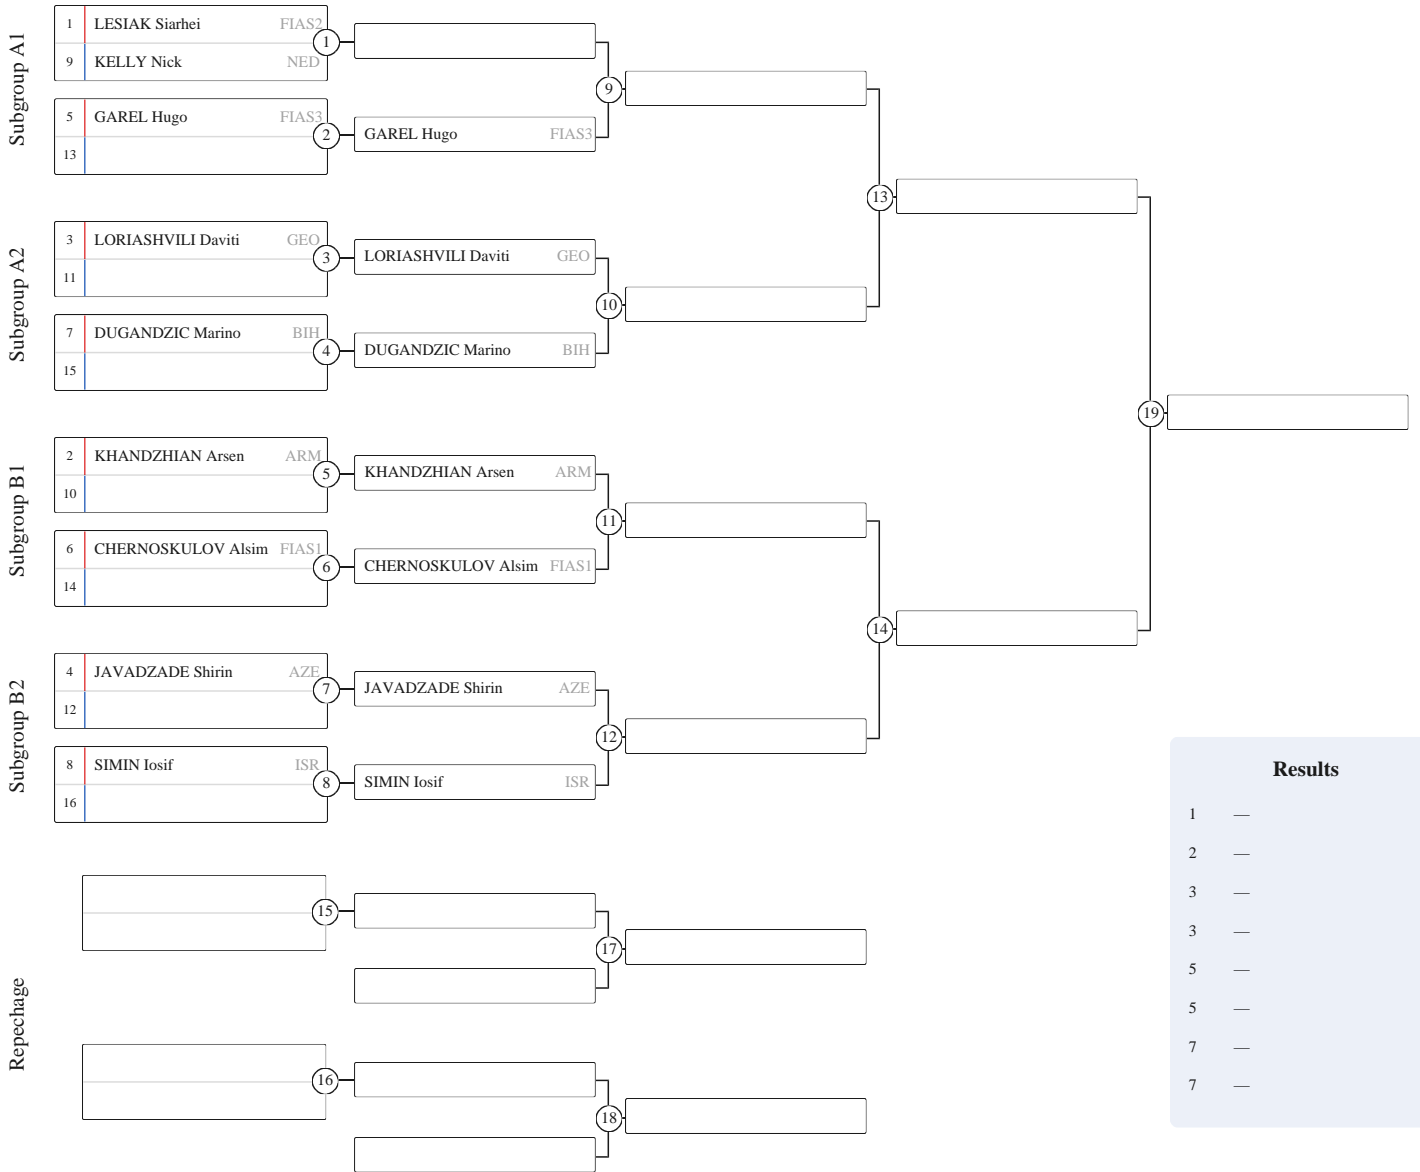 Subgroup A1
1 LESIAK Siarhei FIAS2
9 KELLY Nick NED
1
5 GAREL Hugo FIAS3
13
2
GAREL Hugo FIAS3
9
Subgroup A2
3 LORIASHVILI Daviti GEO
11
3
LORIASHVILI Daviti GEO
7 DUGANDZIC Marino BIH
15
4
DUGANDZIC Marino BIH
10
13
Subgroup B1
2 KHANDZHIAN Arsen ARM
10
5
KHANDZHIAN Arsen ARM
6 CHERNOSKULOV Alsim FIAS1
14
6
CHERNOSKULOV Alsim FIAS1
11
Subgroup B2
4 JAVADZADE Shirin AZE
12
7
JAVADZADE Shirin AZE
8 SIMIN Iosif ISR
16
8
SIMIN Iosif ISR
12
14
19
Repechage
15
17
16
18
Results
1 —
2 —
3 —
3 —
5 —
5 —
7 —
7 —